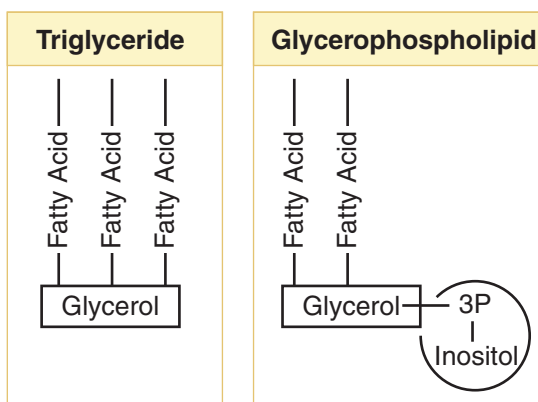 Triglyceride
Fatty Acid
Fatty Acid
Fatty Acid
Glycerol
Glycerophospholipid
Fatty Acid
Fatty Acid
Glycerol
3P
Inositol